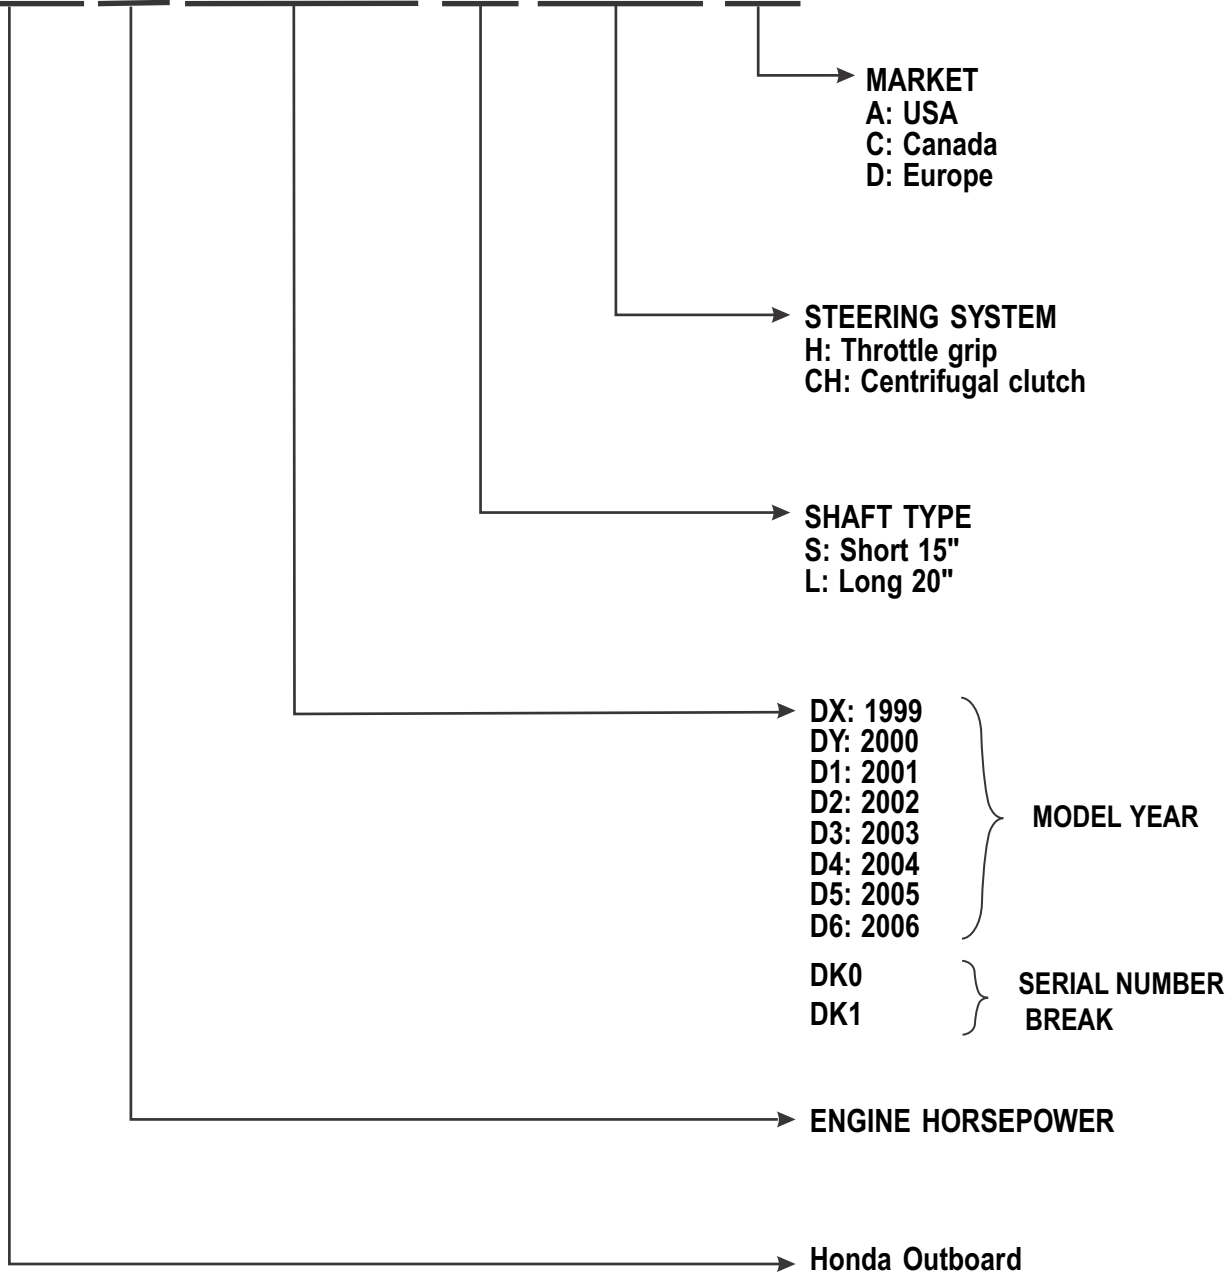 MARKET
A: USA
C: Canada
D: Europe
STEERING SYSTEM
H: Throttle grip
CH: Centrifugal clutch
SHAFT TYPE
S: Short 15"
L: Long 20"
DX: 1999
DY: 2000
D1: 2001
D2: 2002
D3: 2003
D4: 2004
D5: 2005
D6: 2006
MODEL YEAR
DK0
DK1
SERIAL NUMBER
BREAK
ENGINE HORSEPOWER
Honda Outboard